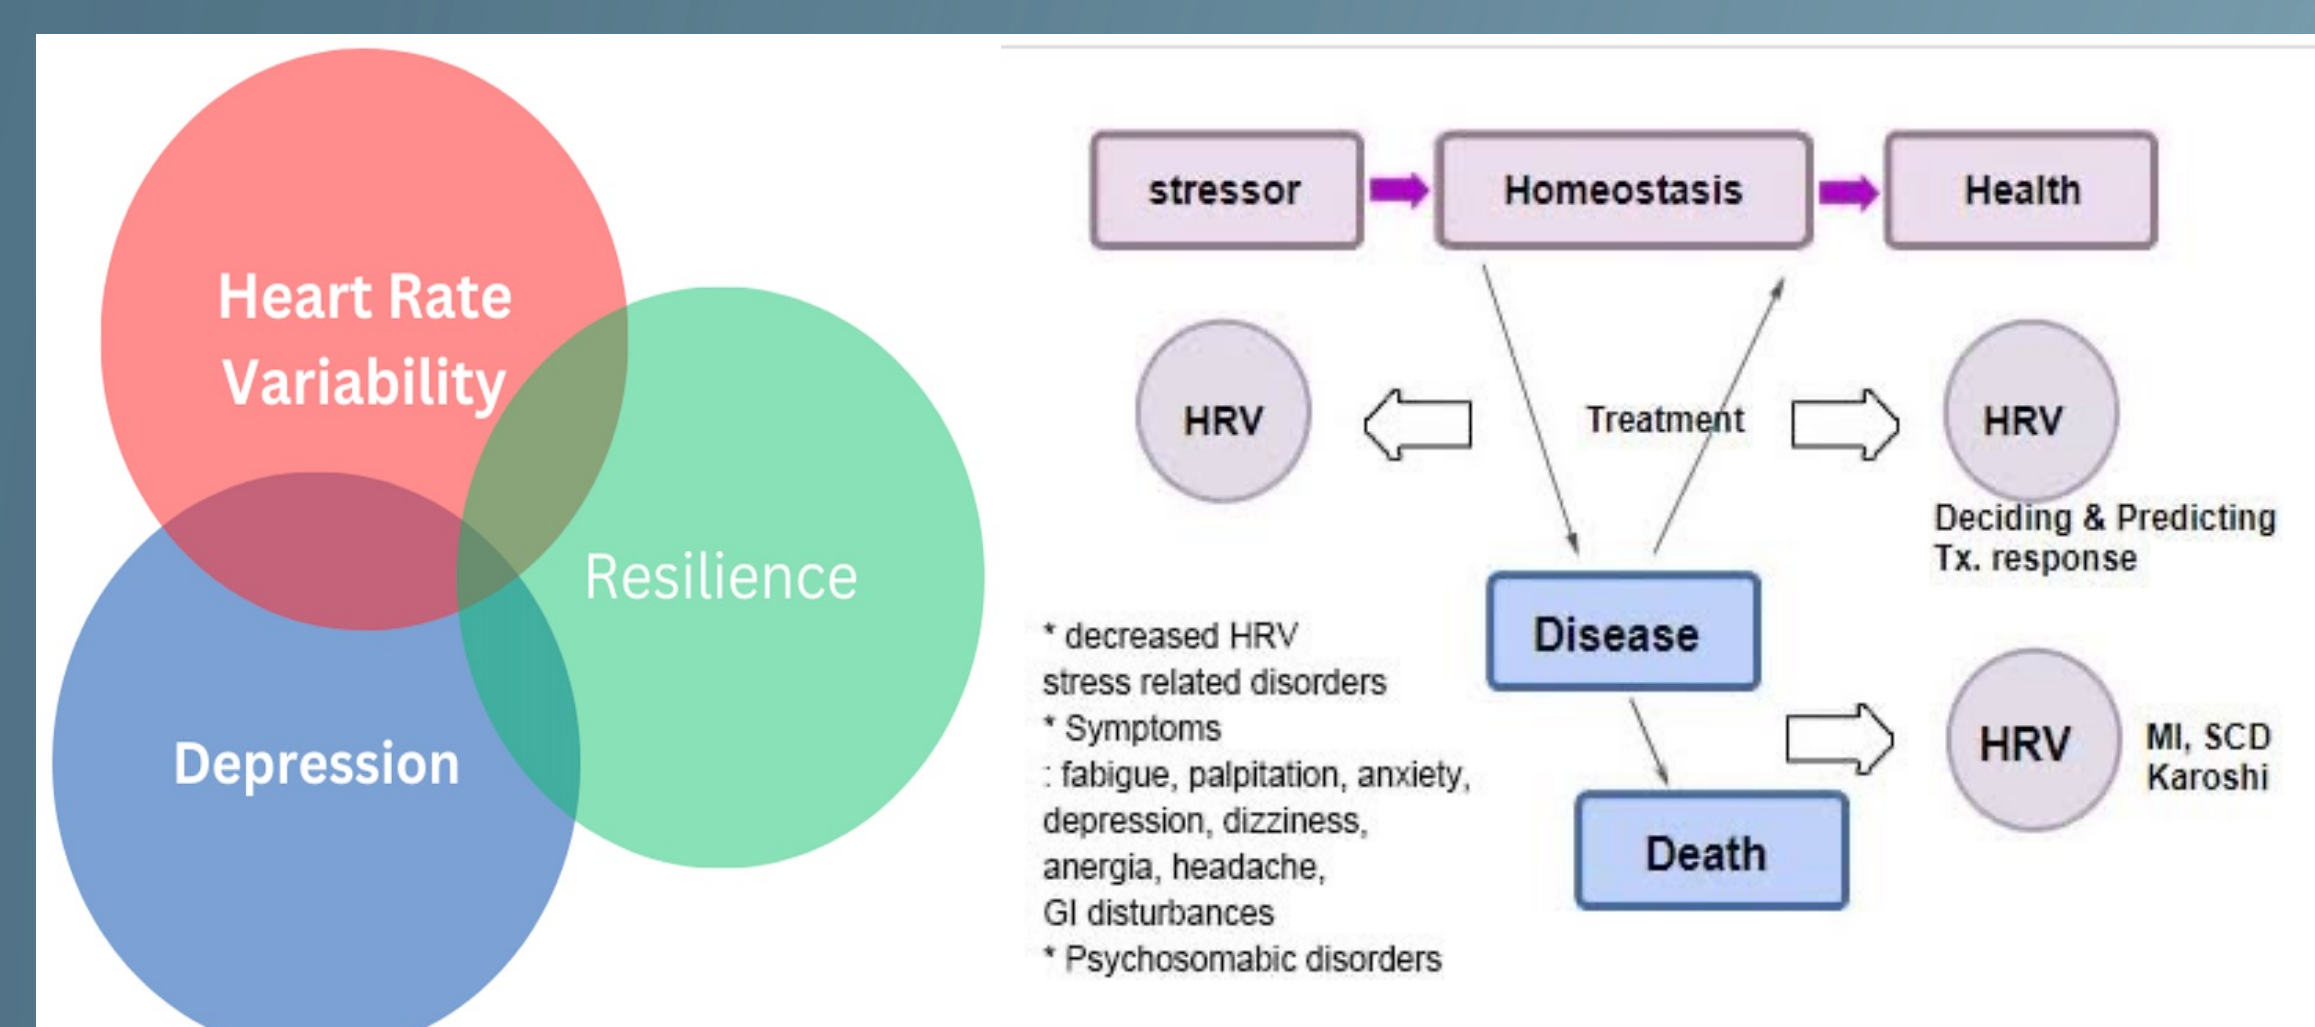 Heart Rate
Variability
Resilience
Depression
stressor
Homeostasis
Health
HRV
Treatment
HRV
Deciding & Predicting
Tx. response
Disease
* decreased HRV
stress related disorders
* Symptoms
: fabigue, palpitation, anxiety,
depression, dizziness,
anergia, headache,
GI disturbances
* Psychosomabic disorders
HRV
MI, SCD
Karoshi
Death